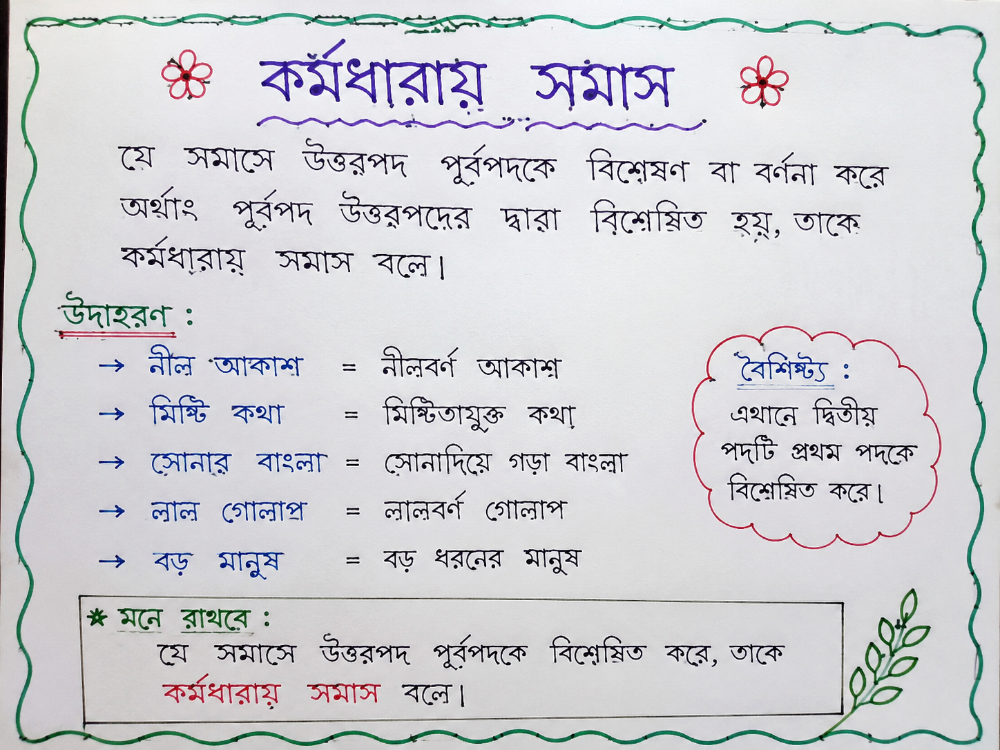 কর্মধারায় সমাস
যে সমাসে উত্তরপদ পূর্বপদকে বিশেষণ বা বর্ণনা করে
অর্থাং পূর্বপদ উত্তরপদের দ্বারা বিশেষিত হয়, তাকে
কর্মধারায় সমাস বলে।
উদাহরণ :
→ নীল আকাশ = নীলবর্ণ আকাশ
→ মিষ্টি কথা = মিষ্টিতাযুক্ত কথা
→ সোনার বাংলা = সোনাদিয়ে গড়া বাংলা
→ লাল গোলাপ = লালবর্ণ গোলাপ
→ বড় মানুষ = বড় ধরনের মানুষ
বৈশিষ্ট্য :
এখানে দ্বিতীয়
পদটি প্রথম পদকে
বিশেষিত করে।
* মনে রাখবে :
যে সমাসে উত্তরপদ পূর্বপদকে বিশেষিত করে, তাকে
কর্মধারায় সমাস বলে।